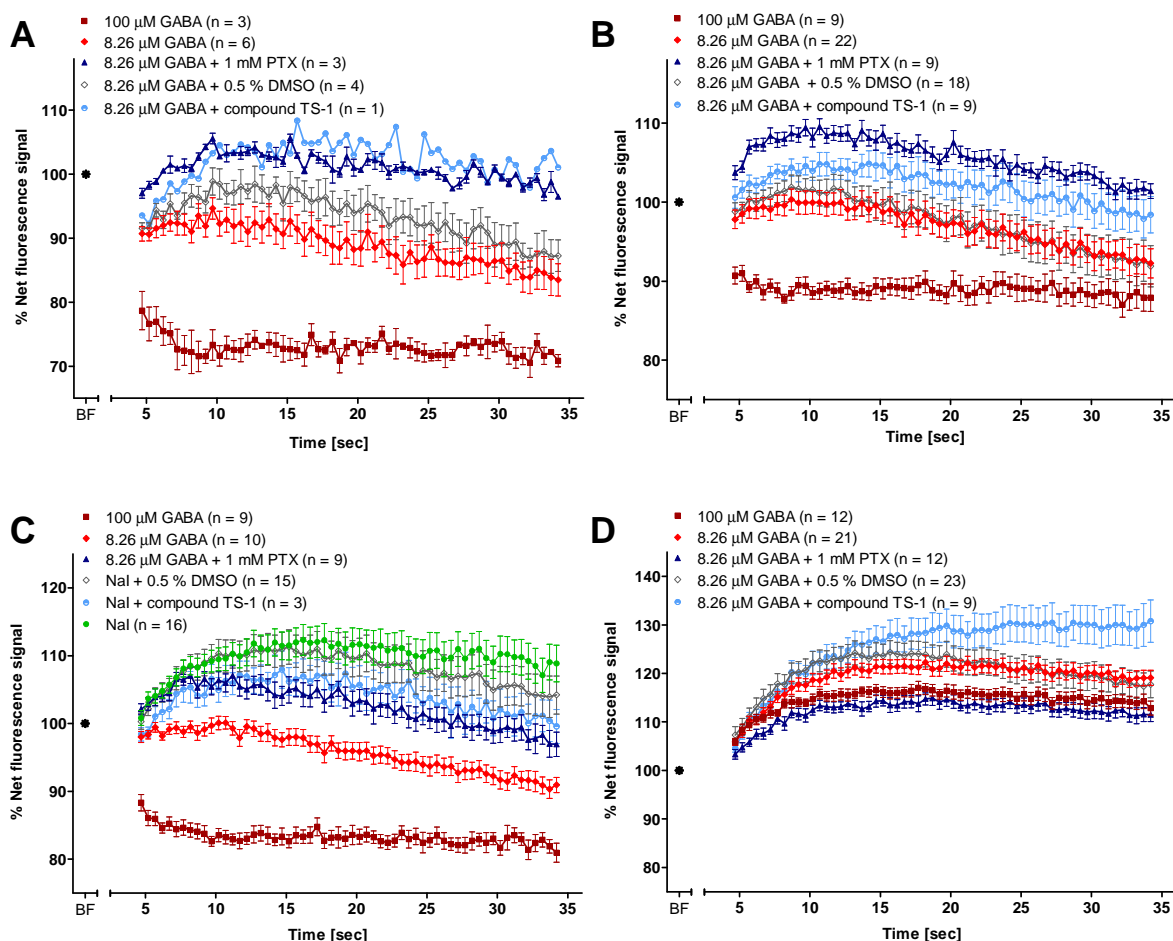 A
100 µM GABA (n = 3)
8.26 µM GABA (n = 6)
8.26 µM GABA + 1 mM PTX (n = 3)
8.26 µM GABA + 0.5 % DMSO (n = 4)
8.26 µM GABA + compound TS-1 (n = 1)
% Net fluorescence signal
110
100
90
80
70
BF
5
10
15
20
25
30
35
Time [sec]
B
100 µM GABA (n = 9)
8.26 µM GABA (n = 22)
8.26 µM GABA + 1 mM PTX (n = 9)
8.26 µM GABA + 0.5 % DMSO (n = 18)
8.26 µM GABA + compound TS-1 (n = 9)
% Net fluorescence signal
110
100
90
80
BF
5
10
15
20
25
30
35
Time [sec]
C
100 µM GABA (n = 9)
8.26 µM GABA (n = 10)
8.26 µM GABA + 1 mM PTX (n = 9)
NaI + 0.5 % DMSO (n = 15)
NaI + compound TS-1 (n = 3)
NaI (n = 16)
% Net fluorescence signal
120
110
100
90
80
BF
5
10
15
20
25
30
35
Time [sec]
D
100 µM GABA (n = 12)
8.26 µM GABA (n = 21)
8.26 µM GABA + 1 mM PTX (n = 12)
8.26 µM GABA + 0.5 % DMSO (n = 23)
8.26 µM GABA + compound TS-1 (n = 9)
% Net fluorescence signal
140
130
120
110
100
90
80
BF
5
10
15
20
25
30
35
Time [sec]